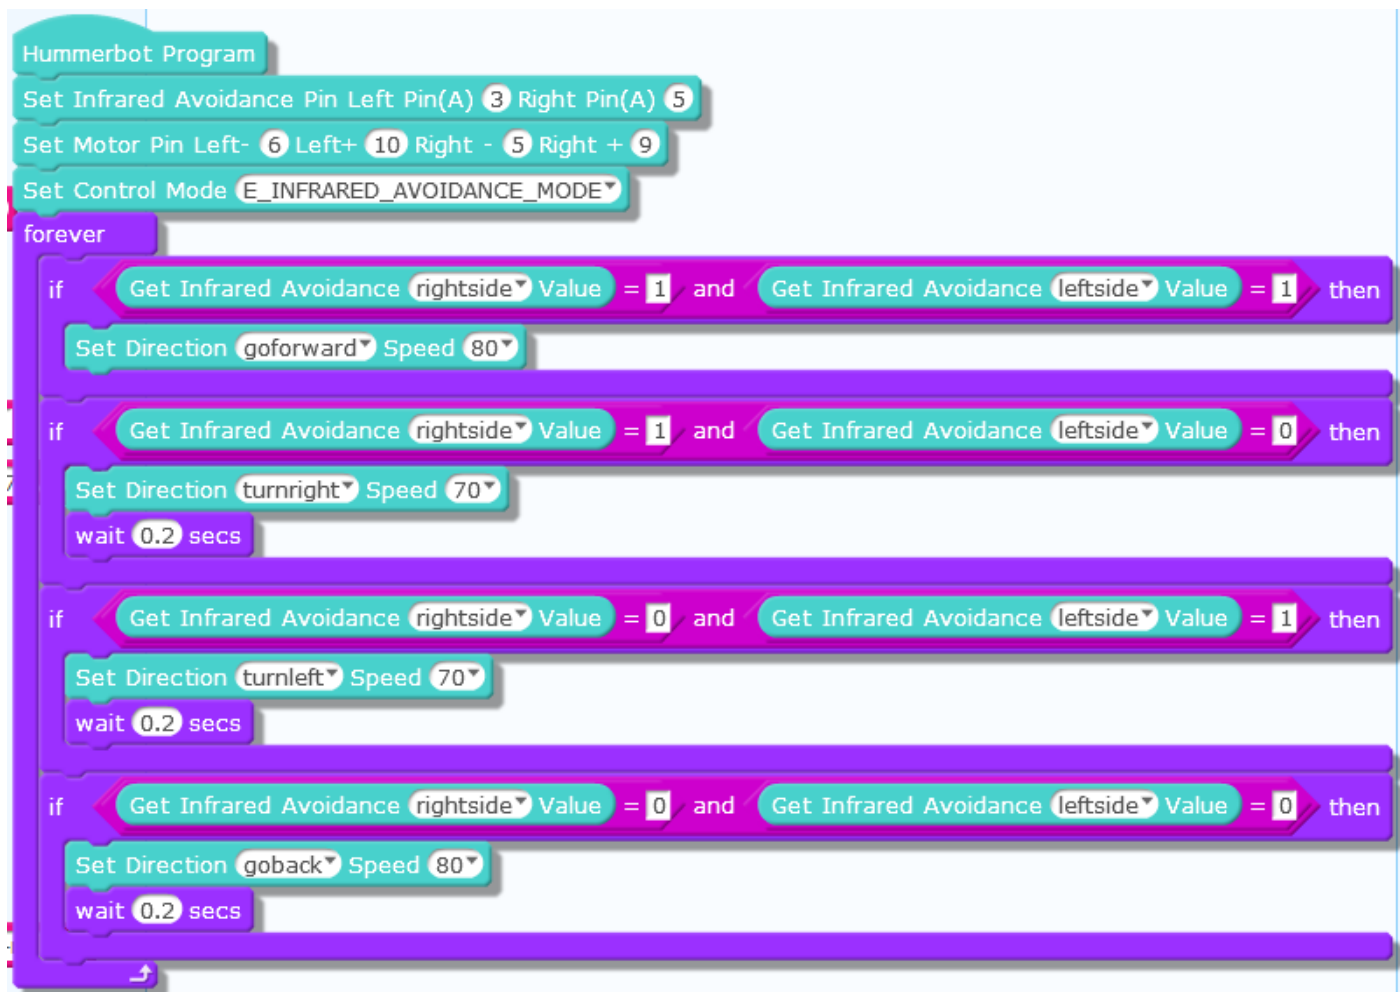 Hummerbot Program
Set Infrared Avoidance Pin Left Pin(A) 3 Right Pin(A) 5
Set Motor Pin Left- 6 Left+ 10 Right - 5 Right + 9
Set Control Mode E_INFRARED_AVOIDANCE_MODE
forever
if Get Infrared Avoidance rightside Value = 1 and Get Infrared Avoidance leftside Value = 1 then
Set Direction goforward Speed 80
if Get Infrared Avoidance rightside Value = 1 and Get Infrared Avoidance leftside Value = 0 then
Set Direction turnright Speed 70
wait 0.2 secs
if Get Infrared Avoidance rightside Value = 0 and Get Infrared Avoidance leftside Value = 1 then
Set Direction turnleft Speed 70
wait 0.2 secs
if Get Infrared Avoidance rightside Value = 0 and Get Infrared Avoidance leftside Value = 0 then
Set Direction goback Speed 80
wait 0.2 secs